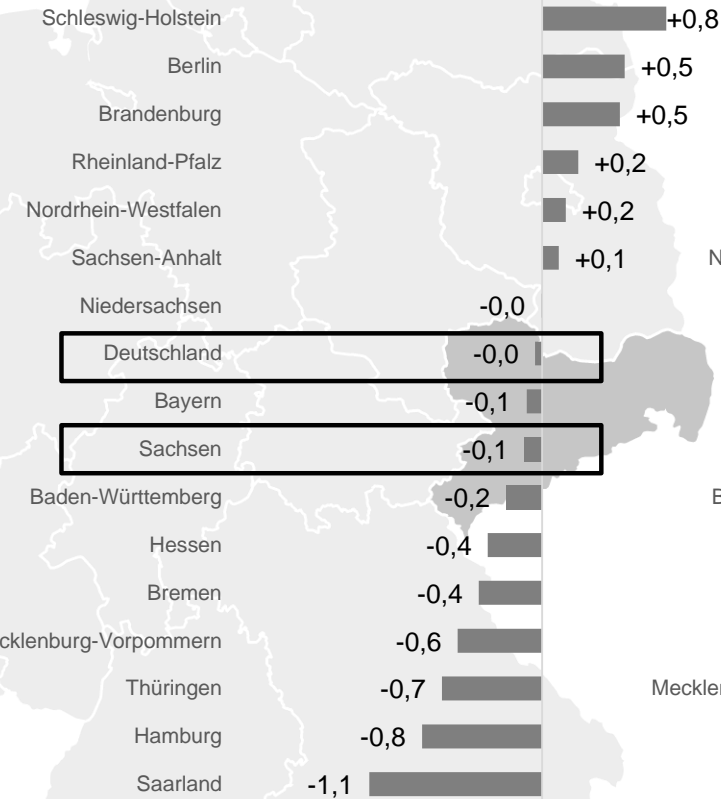 Schleswig-Holstein +0,8
Berlin +0,5
Brandenburg +0,5
Rheinland-Pfalz +0,2
Nordrhein-Westfalen +0,2
Sachsen-Anhalt +0,1 N
Niedersachsen -0,0
Deutschland -0,0
Bayern -0,1
Sachsen -0,1
Baden-Württemberg -0,2 B
Hessen -0,4
Bremen -0,4
cklenburg-Vorpommern -0,6
Thüringen -0,7 Mecklen
Hamburg -0,8
Saarland -1,1